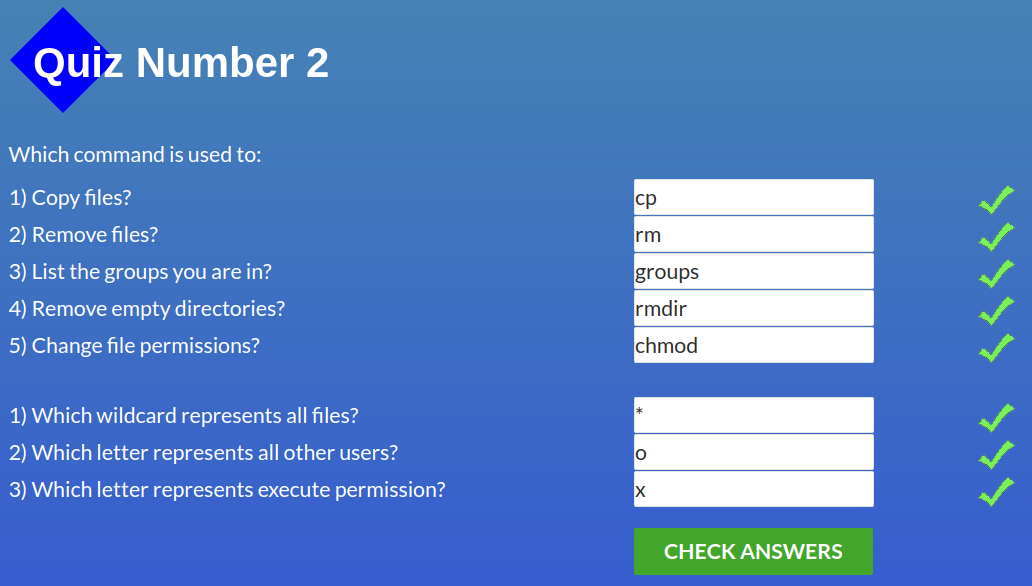 Quiz Number 2
Which command is used to:
1) Copy files? cp
2) Remove files? rm
3) List the groups you are in? groups
4) Remove empty directories? rmdir
5) Change file permissions? chmod
1) Which wildcard represents all files? *
2) Which letter represents all other users? o
3) Which letter represents execute permission? x
CHECK ANSWERS